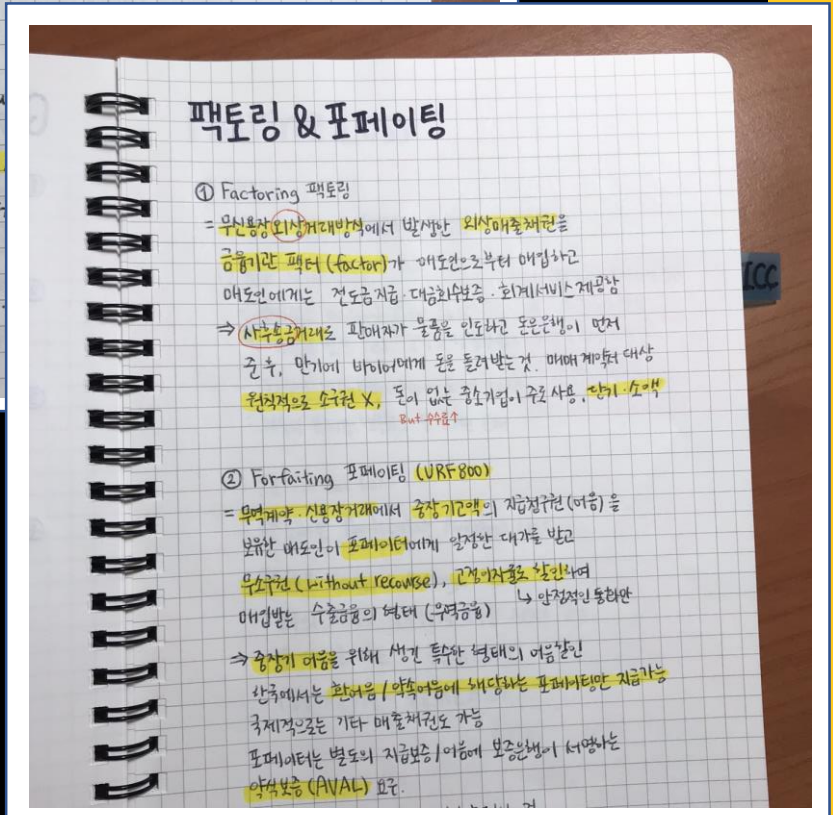 팩토링 & 포페이팅
① Factoring 팩토링
= 무신용장 외상거래방식에서 발생한 외상매출채권을
금융기관 팩터(factor)가 매도인으로부터 매입하고
매도인에게는 전도금지급·대금회수보증·회계서비스제공함
⇒ 사후송금거래로 판매자가 물품을 인도하고 돈은 은행이 먼저
준 후, 만기에 바이어에게 돈을 돌려받는 것. 매매계약서 대상
원칙적으로 소구권 X, 돈이 없는 중소기업이 주로 사용, 단기·소액
But 수수료↑
② Forfaiting 포페이팅 (URF800)
= 무역계약·신용장거래에서 중장기고액의 지급청구권(어음)을
보유한 매도인이 포페이터에게 일정한 대가를 받고
무소구권(without recourse), 고정이자율로 할인하여
매입받는 수출금융의 형태 (무역금융) ↳ 안정적인 통화만
⇒ 중장기 어음을 위해 생긴 특수한 형태의 어음할인
한국에서는 환어음/약속어음에 해당하는 포페이팅만 지급가능
국제적으로는 기타 매출채권도 가능
포페이터는 별도의 지급보증/어음에 보증은행이 서명하는
약식보증(AVAL) 요구.
ICC